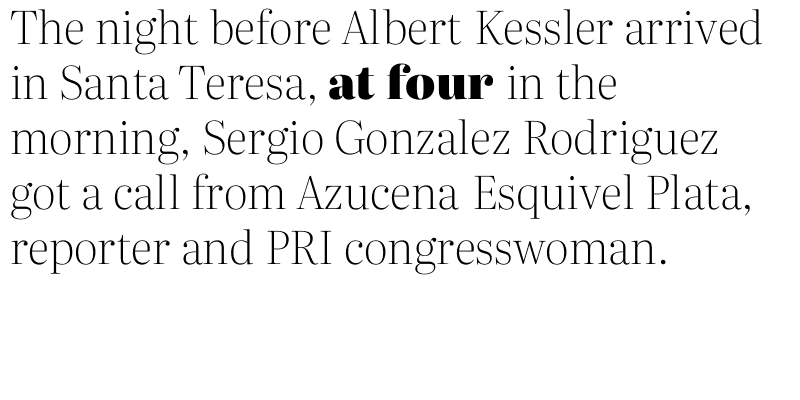 The night before Albert Kessler arrived
in Santa Teresa, at four in the
morning, Sergio Gonzalez Rodriguez
got a call from Azucena Esquivel Plata,
reporter and PRI congresswoman.